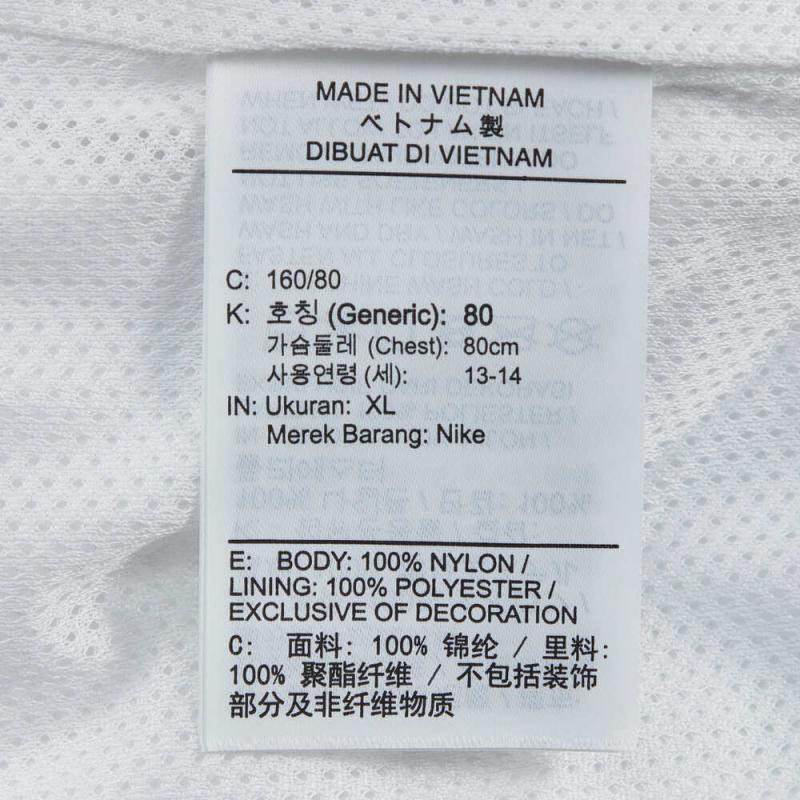 MADE IN VIETNAM
ベトナム製
DIBUAT DI VIETNAM
C: 160/80
K: 호칭 (Generic): 80
가슴둘레 (Chest): 80cm
사용연령 (세): 13-14
IN: Ukuran: XL
Merek Barang: Nike
E: BODY: 100% NYLON /
LINING: 100% POLYESTER /
EXCLUSIVE OF DECORATION
C: 面料: 100% 锦纶 / 里料:
100% 聚酯纤维 / 不包括装饰
部分及非纤维物质